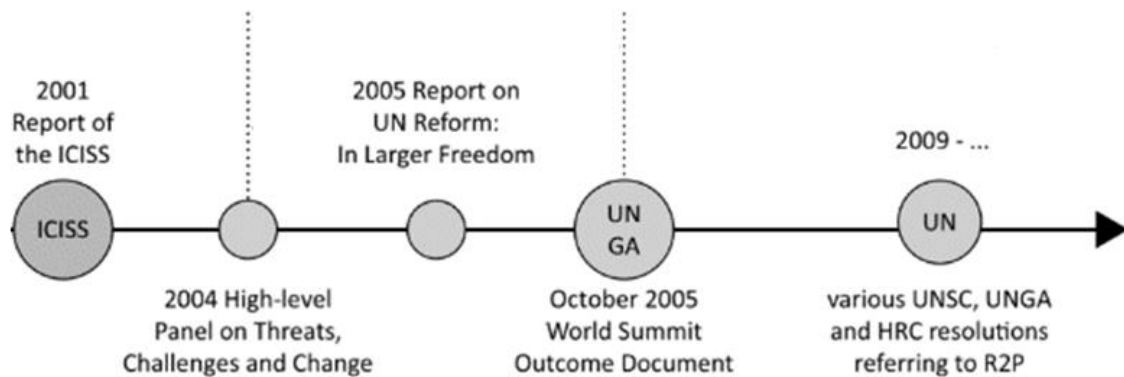 2001
Report of
the ICISS
2005 Report on
UN Reform:
In Larger Freedom
2009 - ...
ICISS
UN
GA
UN
2004 High-level
Panel on Threats,
Challenges and Change
October 2005
World Summit
Outcome Document
various UNSC, UNGA
and HRC resolutions
referring to R2P